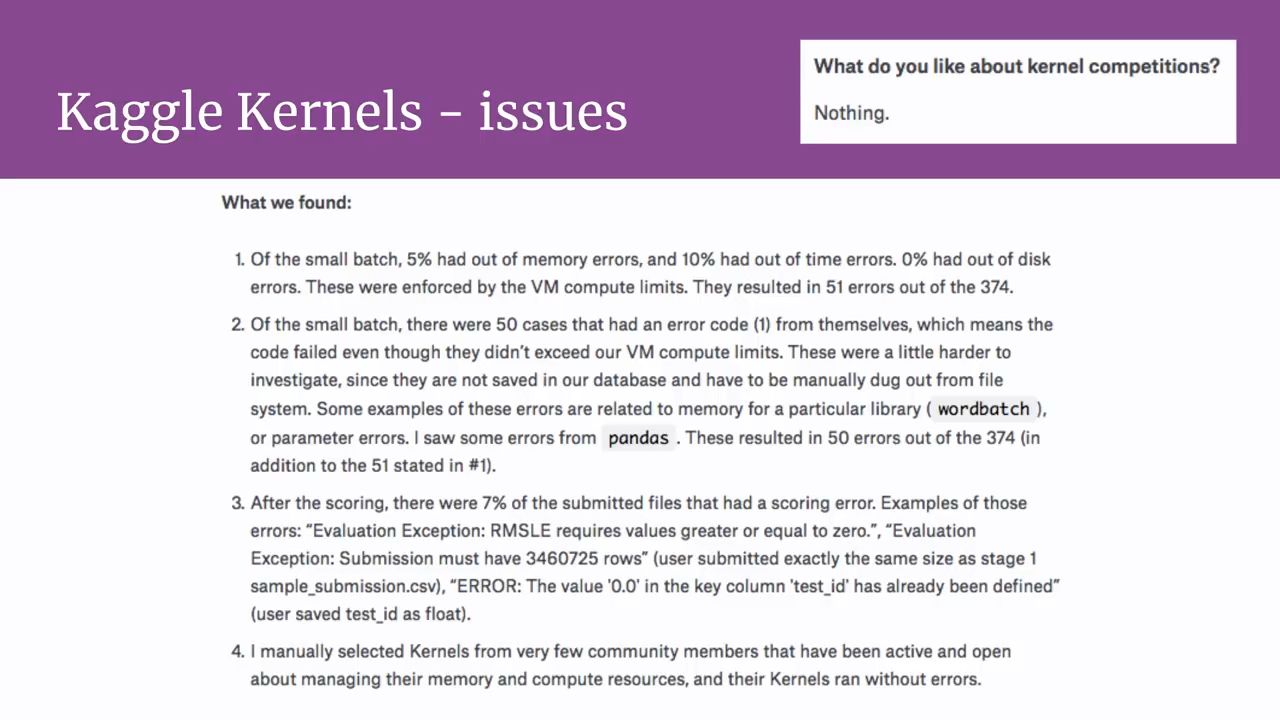 Kaggle Kernels - issues
What do you like about kernel competitions?
Nothing.
What we found:
1. Of the small batch, 5% had out of memory errors, and 10% had out of time errors. 0% had out of disk
errors. These were enforced by the VM compute limits. They resulted in 51 errors out of the 374.
2. Of the small batch, there were 50 cases that had an error code (1) from themselves, which means the
code failed even though they didn't exceed our VM compute limits. These were a little harder to
investigate, since they are not saved in our database and have to be manually dug out from file
system. Some examples of these errors are related to memory for a particular library ( wordbatch ),
or parameter errors. I saw some errors from pandas . These resulted in 50 errors out of the 374 (in
addition to the 51 stated in #1).
3. After the scoring, there were 7% of the submitted files that had a scoring error. Examples of those
errors: “Evaluation Exception: RMSLE requires values greater or equal to zero.”, “Evaluation
Exception: Submission must have 3460725 rows” (user submitted exactly the same size as stage 1
sample_submission.csv), “ERROR: The value '0.0' in the key column 'test_id' has already been defined”
(user saved test_id as float).
4. I manually selected Kernels from very few community members that have been active and open
about managing their memory and compute resources, and their Kernels ran without errors.